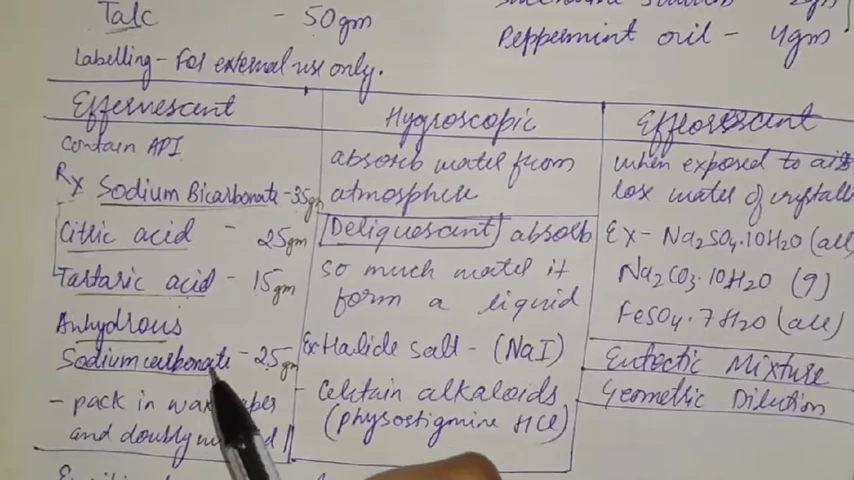 Talc - 50gm
Peppermint oil - 4gm
Labelling - For external use only.
Effervescent
contain API
Rx Sodium Bicarbonate - 35gm
Citric acid - 25gm
Tartaric acid - 15gm
Anhydrous
Sodium carbonate - 25gm
- pack in wax
and
Hygroscopic
absorb water from
atmosphere
Deliquescent absorb
so much water it
form a liquid
Ex Halide salt - (NaI)
- Certain alkaloids
(physostigmine HCl)
Efflorescent
when exposed to air
lose water of crystall
Ex - Na2SO4.10H2O (all)
Na2CO3.10H2O (9)
FeSO4.7H2O (all)
Eutectic Mixture
Geometric Dilution